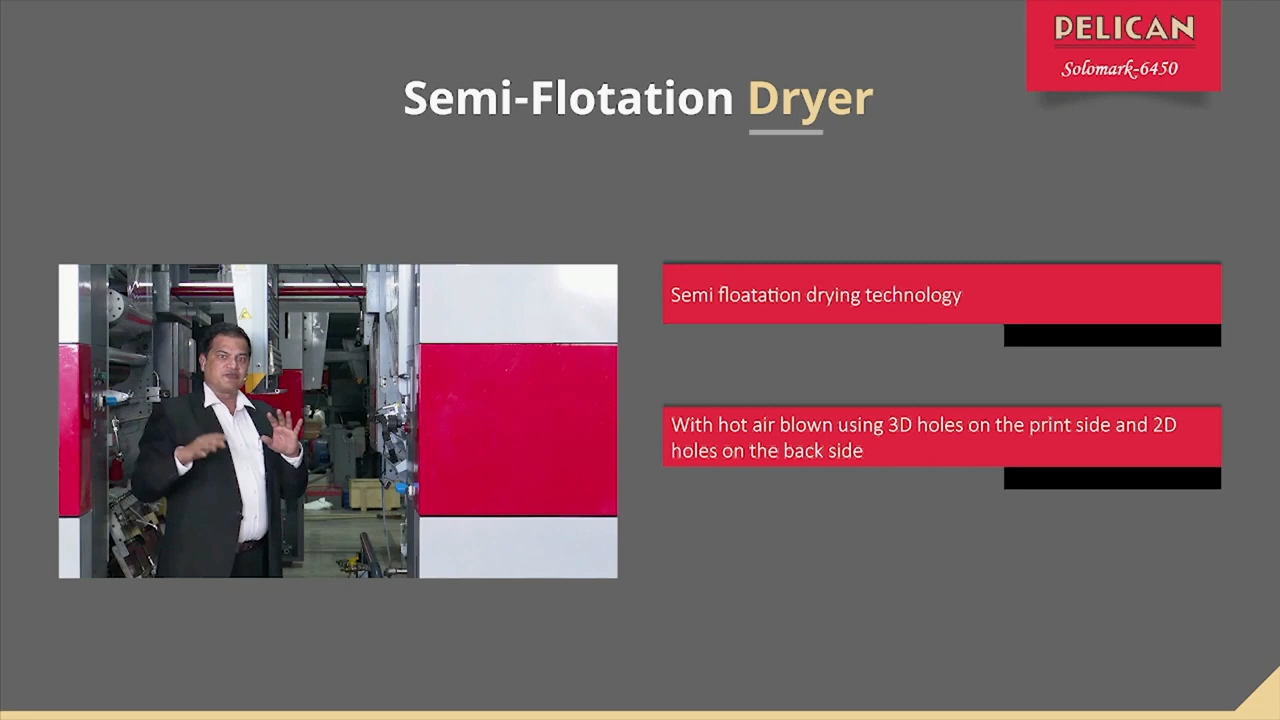 PELICAN
Solomark-6450
Semi-Flotation Dryer
Semi floatation drying technology
With hot air blown using 3D holes on the print side and 2D
holes on the back side